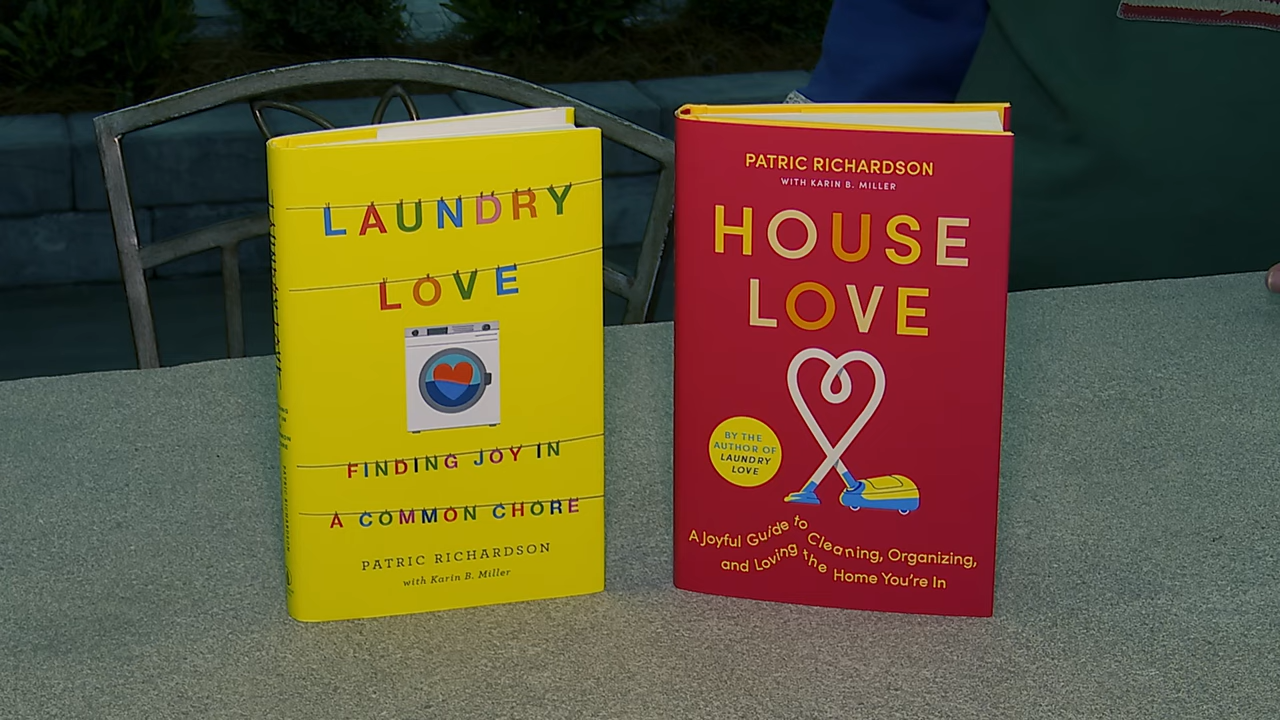 LAUNDRY
LOVE
FINDING JOY IN
A COMMON CHORE
PATRIC RICHARDSON
with Karin B. Miller
PATRIC RICHARDSON
WITH KARIN B. MILLER
HOUSE
LOVE
BY THE
AUTHOR OF
LAUNDRY
LOVE
A Joyful Guide to Cleaning, Organizing,
and Loving the Home You're In